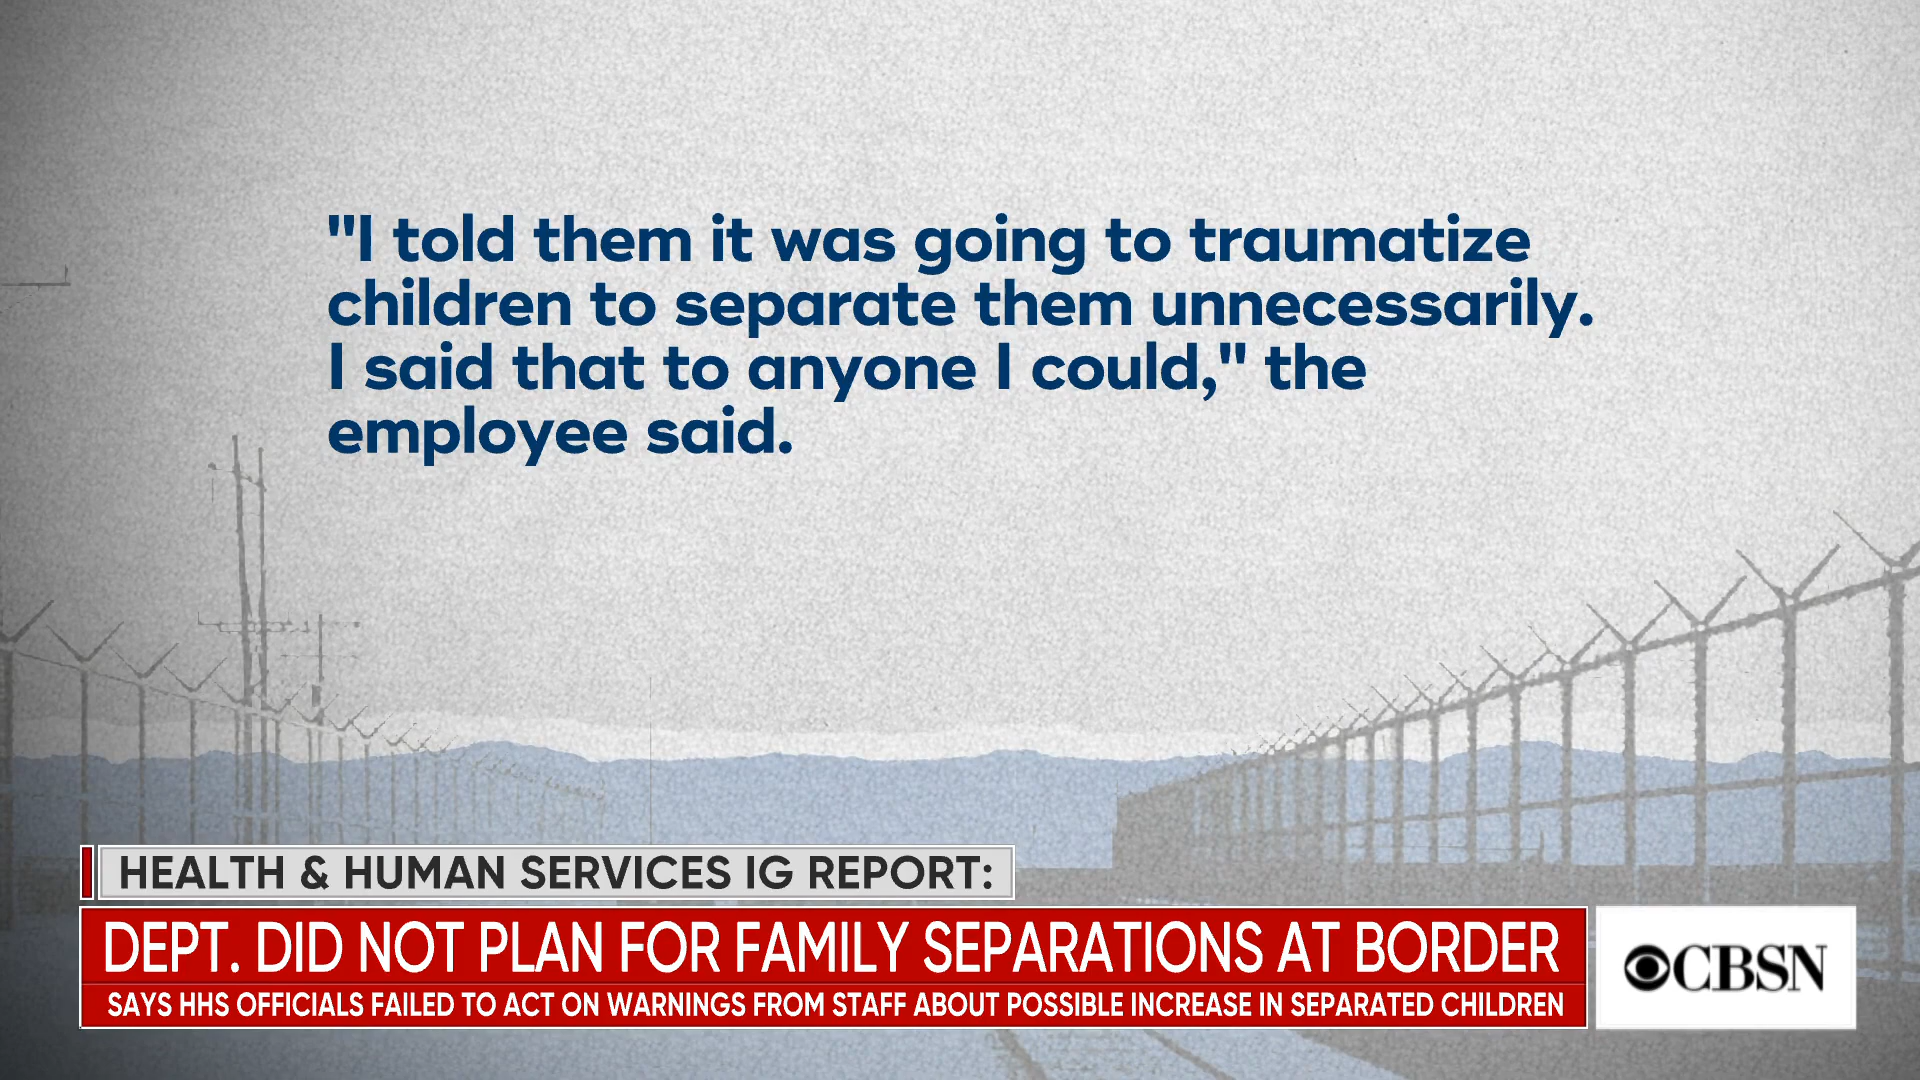 "I told them it was going to traumatize
children to separate them unnecessarily.
I said that to anyone I could," the
employee said.
HEALTH & HUMAN SERVICES IG REPORT:
DEPT. DID NOT PLAN FOR FAMILY SEPARATIONS AT BORDER
SAYS HHS OFFICIALS FAILED TO ACT ON WARNINGS FROM STAFF ABOUT POSSIBLE INCREASE IN SEPARATED CHILDREN
CBSN